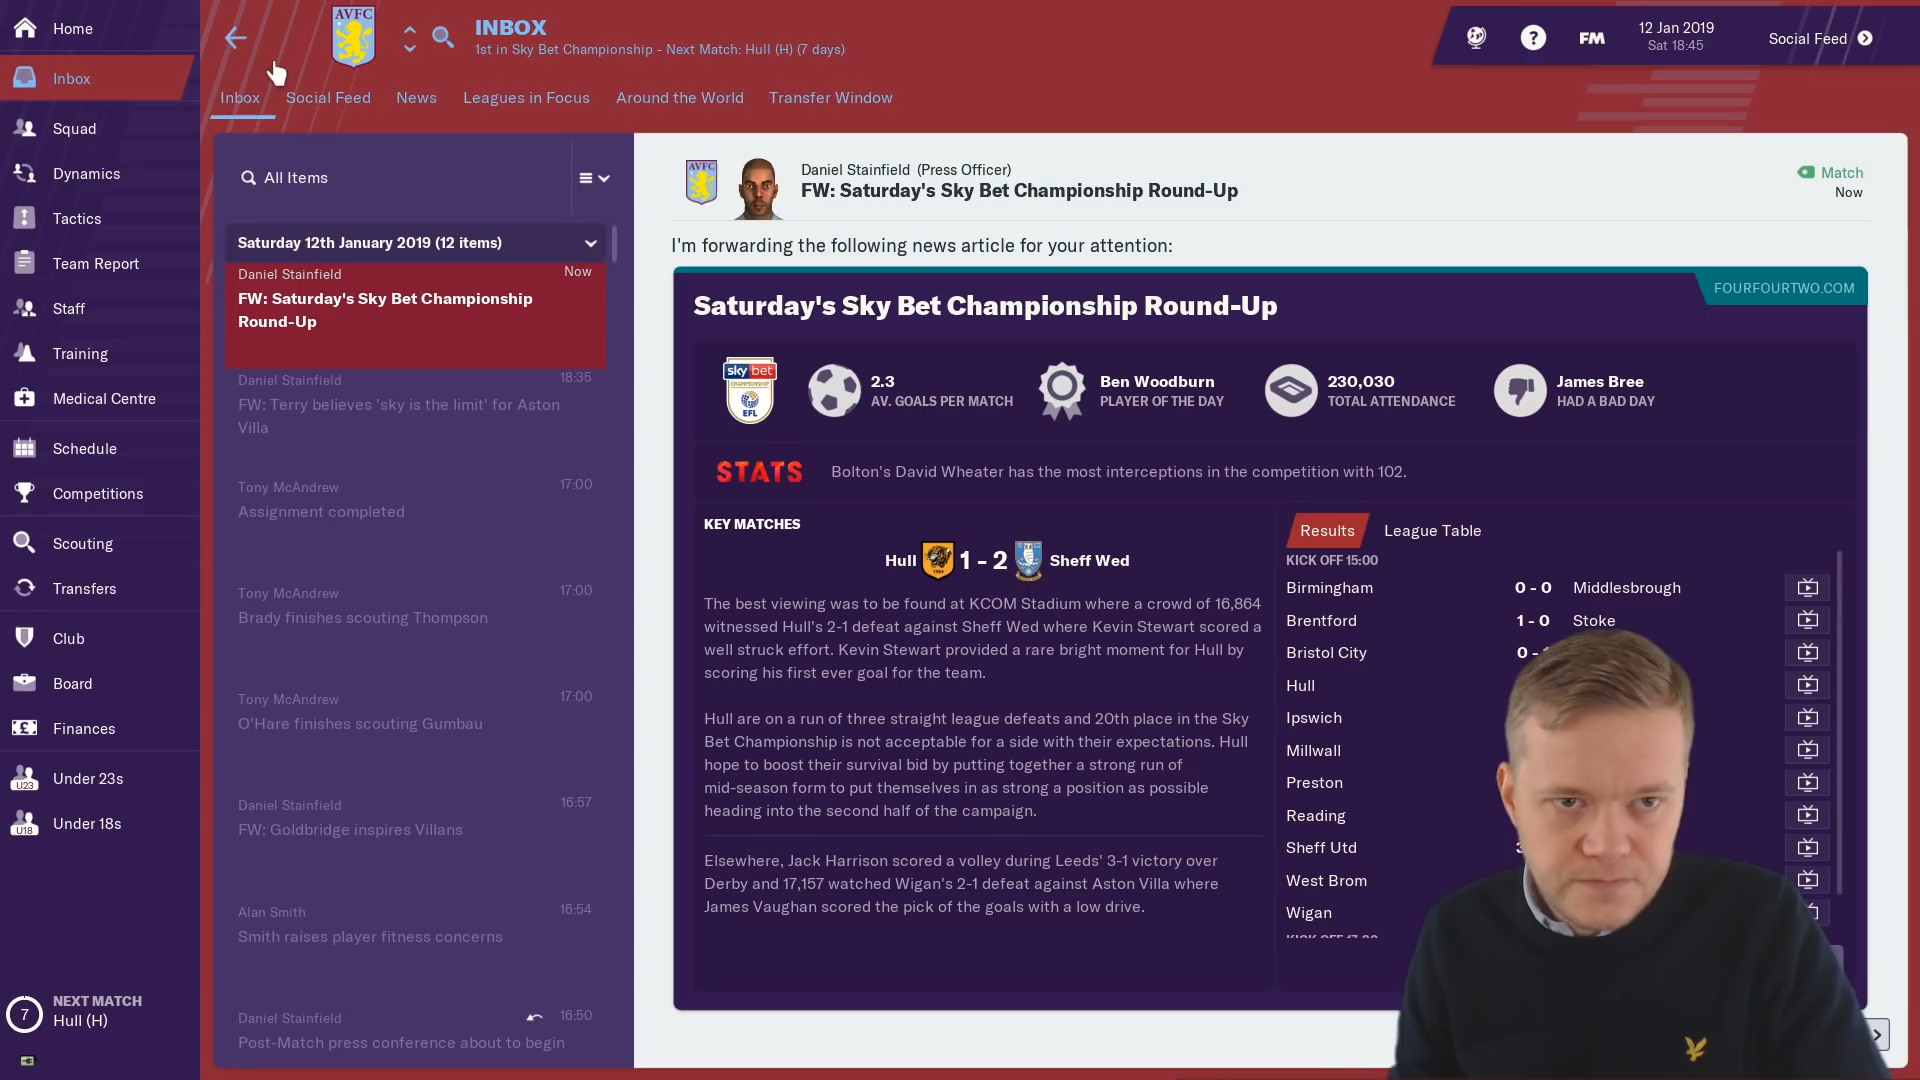 Home
Inbox
Squad
Dynamics
Tactics
Team Report
Staff
Training
Medical Centre
Schedule
Competitions
Scouting
Transfers
Club
Board
Finances
U23
Under 23s
U18
Under 18s
7
NEXT MATCH
Hull (H)
AVFC
INBOX
1st in Sky Bet Championship - Next Match: Hull (H) (7 days)
?
FM
12 Jan 2019
Sat 18:45
Social Feed
Inbox
Social Feed
News
Leagues in Focus
Around the World
Transfer Window
All Items
Saturday 12th January 2019 (12 items)
Daniel Stainfield
Now
FW: Saturday's Sky Bet Championship
Round-Up
Daniel Stainfield
18:35
FW: Terry believes 'sky is the limit' for Aston
Villa
Tony McAndrew
17:00
Assignment completed
Tony McAndrew
17:00
Brady finishes scouting Thompson
Tony McAndrew
17:00
O'Hare finishes scouting Gumbau
Daniel Stainfield
16:57
FW: Goldbridge inspires Villans
Alan Smith
16:54
Smith raises player fitness concerns
Daniel Stainfield
16:50
Post-Match press conference about to begin
AVFC
Daniel Stainfield (Press Officer)
FW: Saturday's Sky Bet Championship Round-Up
Match
Now
I'm forwarding the following news article for your attention:
FOURFOURTWO.COM
Saturday's Sky Bet Championship Round-Up
sky bet
CHAMPIONSHIP
EFL
2.3
AV. GOALS PER MATCH
Ben Woodburn
PLAYER OF THE DAY
230,030
TOTAL ATTENDANCE
James Bree
HAD A BAD DAY
STATS
Bolton's David Wheater has the most interceptions in the competition with 102.
KEY MATCHES
Hull 1 - 2 Sheff Wed
The best viewing was to be found at KCOM Stadium where a crowd of 16,864
witnessed Hull's 2-1 defeat against Sheff Wed where Kevin Stewart scored a
well struck effort. Kevin Stewart provided a rare bright moment for Hull by
scoring his first ever goal for the team.
Hull are on a run of three straight league defeats and 20th place in the Sky
Bet Championship is not acceptable for a side with their expectations. Hull
hope to boost their survival bid by putting together a strong run of
mid-season form to put themselves in as strong a position as possible
heading into the second half of the campaign.
Elsewhere, Jack Harrison scored a volley during Leeds' 3-1 victory over
Derby and 17,157 watched Wigan's 2-1 defeat against Aston Villa where
James Vaughan scored the pick of the goals with a low drive.
Results
League Table
KICK OFF 15:00
Birmingham 0 - 0 Middlesbrough
Brentford 1 - 0 Stoke
Bristol City 0 -
Hull
Ipswich
Millwall
Preston
Reading
Sheff Utd
West Brom
Wigan